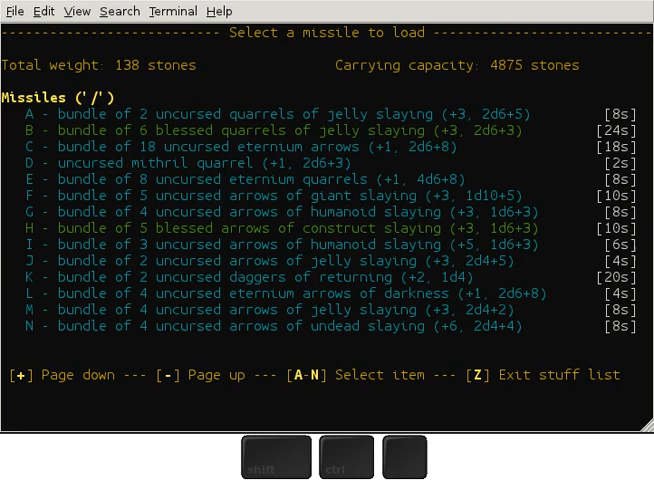 File Edit View Search Terminal Help
--------------------------- Select a missile to load ----------------------------
Total weight: 138 stones Carrying capacity: 4875 stones
Missiles ('/')
A - bundle of 2 uncursed quarrels of jelly slaying (+3, 2d6+5) [8s]
B - bundle of 6 blessed quarrels of jelly slaying (+3, 2d6+3) [24s]
C - bundle of 18 uncursed eternium arrows (+1, 2d6+8) [18s]
D - uncursed mithril quarrel (+1, 2d6+3) [2s]
E - bundle of 8 uncursed eternium quarrels (+1, 4d6+8) [8s]
F - bundle of 5 uncursed arrows of giant slaying (+3, 1d10+5) [10s]
G - bundle of 4 uncursed arrows of humanoid slaying (+3, 1d6+3) [8s]
H - bundle of 5 blessed arrows of construct slaying (+3, 1d6+3) [10s]
I - bundle of 3 uncursed arrows of humanoid slaying (+5, 1d6+3) [6s]
J - bundle of 2 uncursed arrows of jelly slaying (+3, 2d4+5) [4s]
K - bundle of 2 uncursed daggers of returning (+2, 1d4) [20s]
L - bundle of 4 uncursed eternium arrows of darkness (+1, 2d6+8) [4s]
M - bundle of 4 uncursed arrows of jelly slaying (+3, 2d4+2) [8s]
N - bundle of 4 uncursed arrows of undead slaying (+6, 2d4+4) [8s]
[+] Page down --- [-] Page up --- [A-N] Select item --- [Z] Exit stuff list
shift ctrl